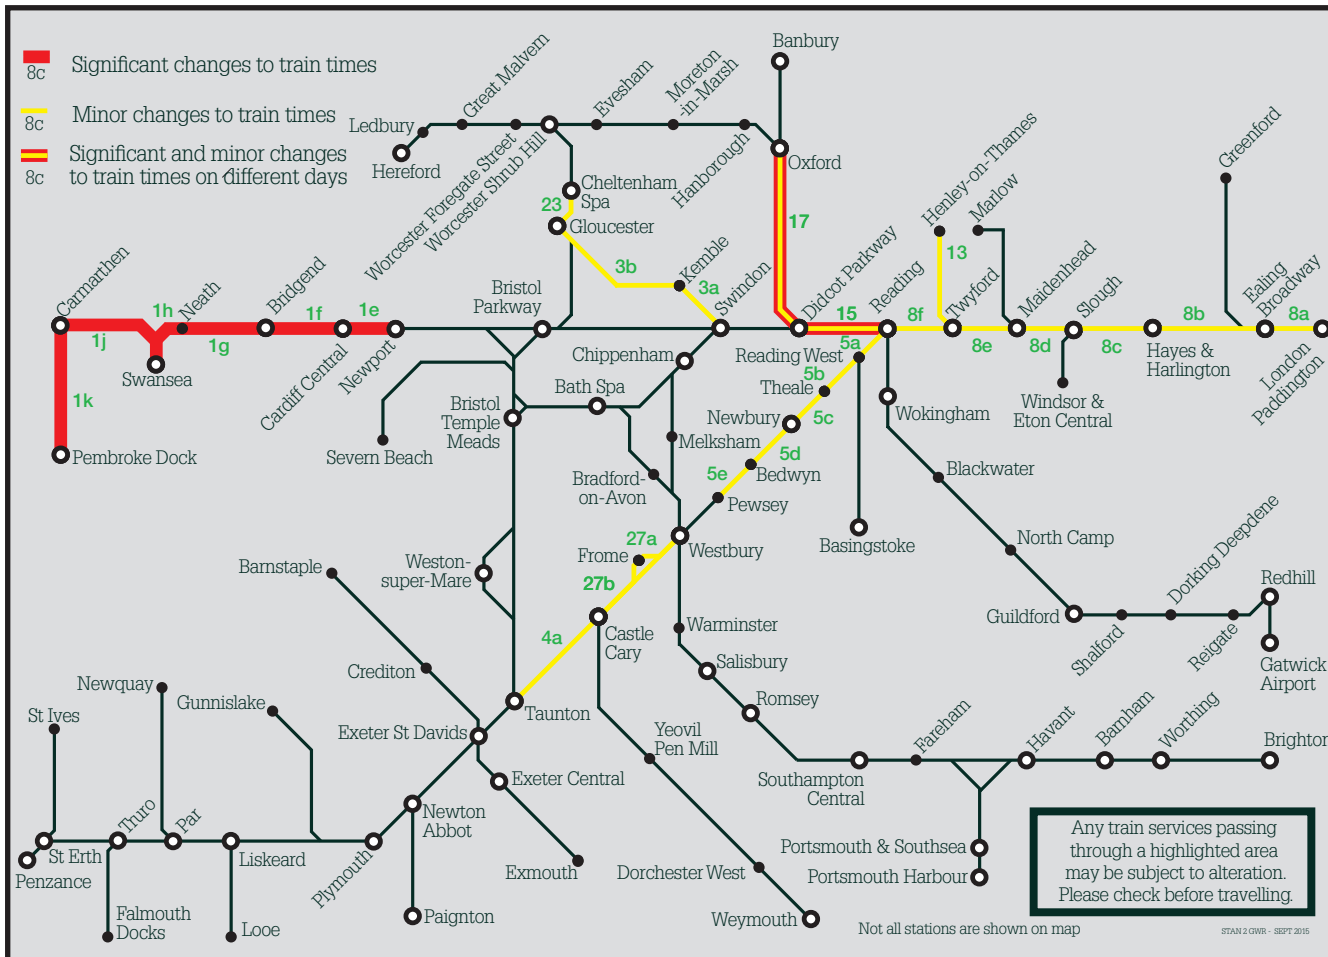 8c
Significant changes to train times
8c
Minor changes to train times
8c
Significant and minor changes
to train times on different days
Banbury
Great Malvern
Evesham
Moreton
-in-Marsh
Ledbury
Hereford
Worcester Foregate Street
Worcester Shrub Hill
Hanborough
Oxford
Henley-on-Thames
Marlow
Greenford
Cheltenham
Spa
23
Gloucester
17
3b
Kemble
3a
13
Carmarthen
1h
Neath
Bridgend
1f
1e
Bristol
Parkway
Swindon
Didcot Parkway
Reading
15
8f
Twyford
Maidenhead
Slough
8b
Ealing
Broadway
8a
1j
1g
Swansea
Cardiff Central
Newport
Chippenham
Reading West
5a
8e
8d
8c
Hayes &
Harlington
London
Paddington
1k
Bath Spa
Theale
5b
Newbury
5c
Wokingham
Windsor &
Eton Central
Bristol
Temple
Meads
Pembroke Dock
Severn Beach
Melksham
5d
Bedwyn
5e
Bradford-
on-Avon
Pewsey
Blackwater
27a
Frome
Westbury
27b
Basingstoke
North Camp
Dorking Deepdene
Redhill
Barnstaple
Weston-
super-Mare
Guildford
Shalford
Reigate
Gatwick
Airport
4a
Castle
Cary
Warminster
Salisbury
Crediton
Newquay
Gunnislake
St Ives
Romsey
Taunton
Exeter St Davids
Yeovil
Pen Mill
Fareham
Havant
Barnham
Worthing
Brighton
Exeter Central
Southampton
Central
Newton
Abbot
Truro
Par
St Erth
Liskeard
Plymouth
Penzance
Exmouth
Dorchester West
Portsmouth & Southsea
Portsmouth Harbour
Falmouth
Docks
Looe
Paignton
Weymouth
Any train services passing
through a highlighted area
may be subject to alteration.
Please check before travelling.
Not all stations are shown on map
STAN 2 GWR - SEPT 2015